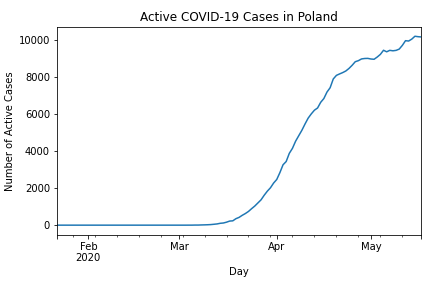 Active COVID-19 Cases in Poland
Number of Active Cases
10000
8000
6000
4000
2000
0
Feb Mar Apr May
2020
Day